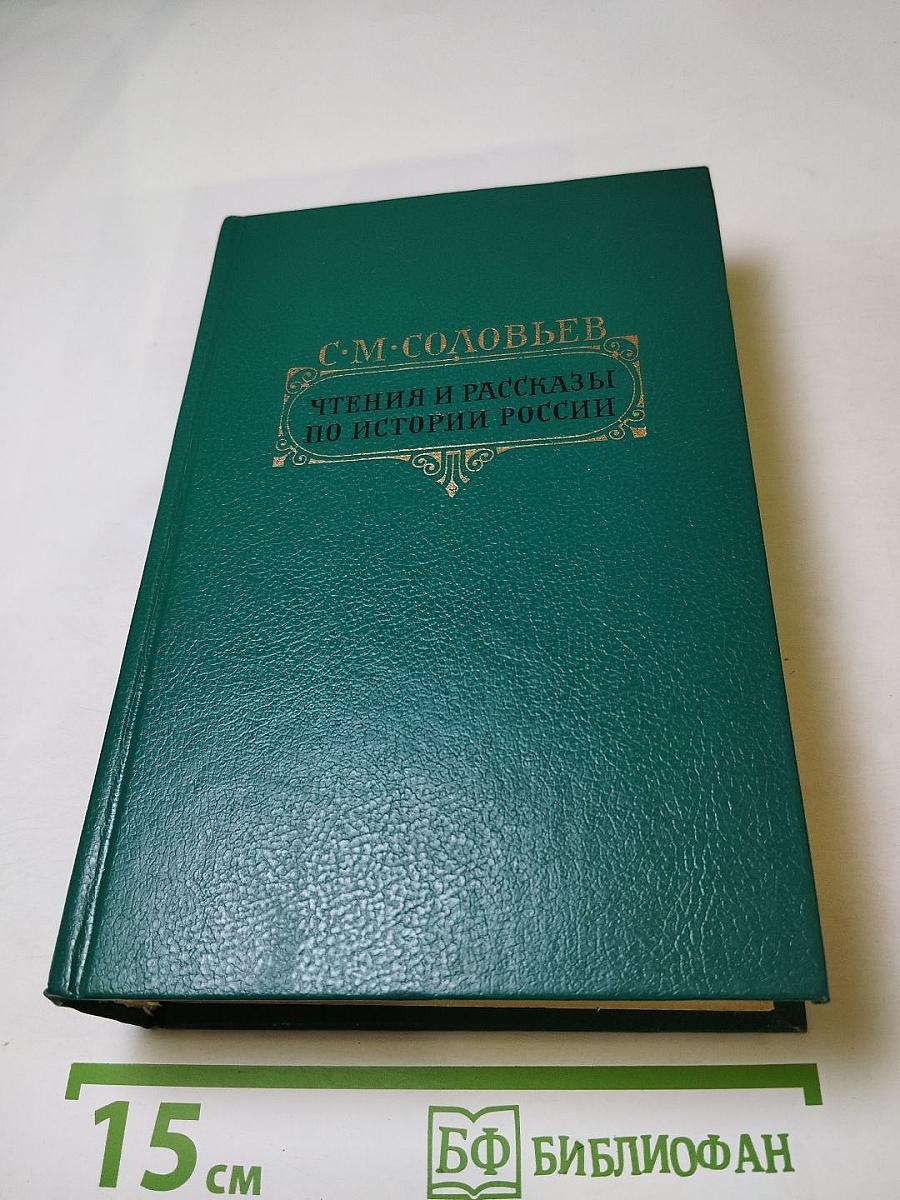 С·М·СОЛОВЬЕВ
ЧТЕНИЯ И РАССКАЗЫ
ПО ИСТОРИИ РОССИИ
15 см
БФ БИБЛИОФАН